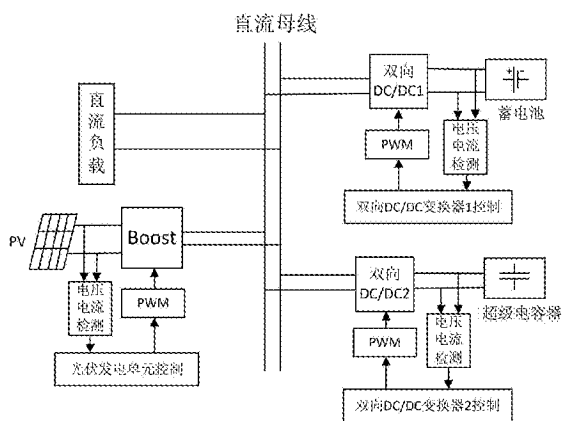 直流母线
直
流
负
载
PV
Boost
电压
电流
检测
PWM
光伏发电单元控制
双向
DC/DC1
蓄电池
PWM
电压
电流
检测
双向DC/DC变换器1控制
双向
DC/DC2
超级电容器
PWM
电压
电流
检测
双向DC/DC变换器2控制